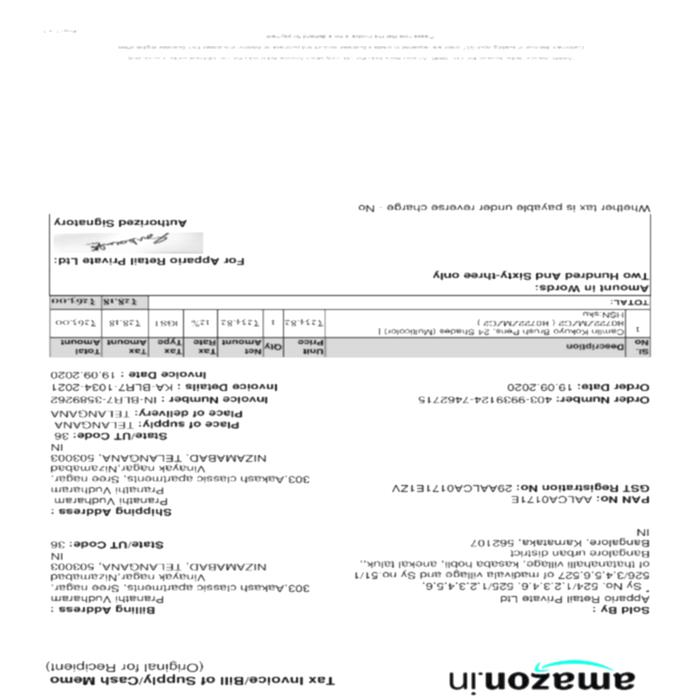 amazon.in
Tax Invoice/Bill of Supply/Cash Memo
(Original for Recipient)
Sold By :
Appario Retail Private Ltd
* Sy No. 524/1,2,3,4,6, 525/1,2,3,4,5,6,
526/3,4,5,6,527 of madivala village and Sy no 51/1
of thatanahalli village, kasaba hobli, anekal taluk,,
Bangalore urban district
Bangalore, Karnataka, 562107
IN
PAN No: AALCA0171E
GST Registration No: 29AALCA0171E1ZV
Order Number: 403-9939124-7462715
Order Date: 19.09.2020
Billing Address :
Pranathi Vudharam
303,Aakash classic apartments, Sree nagar,
Vinayak nagar,Nizamabad
NIZAMABAD, TELANGANA, 503003
IN
State/UT Code: 36
Shipping Address :
Pranathi Vudharam
Pranathi Vudharam
303,Aakash classic apartments, Sree nagar,
Vinayak nagar,Nizamabad
NIZAMABAD, TELANGANA, 503003
IN
State/UT Code: 36
Place of supply: TELANGANA
Place of delivery: TELANGANA
Invoice Number : IN-BLR7-3589262
Invoice Details : KA-BLR7-1034-2021
Invoice Date : 19.09.2020
Sl. No Description Unit Price Qty Net Amount Tax Rate Tax Type Tax Amount Total Amount
1 Camlin Kokuyo Brush Pens, 24 Shades (Multicolor) | ₹234.82 1 ₹234.82 12% IGST ₹28.18 ₹263.00
HSN:sku
TOTAL: ₹28.18 ₹263.00
Amount in Words:
Two Hundred And Sixty-three only
For Appario Retail Private Ltd:
Authorized Signatory
Whether tax is payable under reverse charge - No